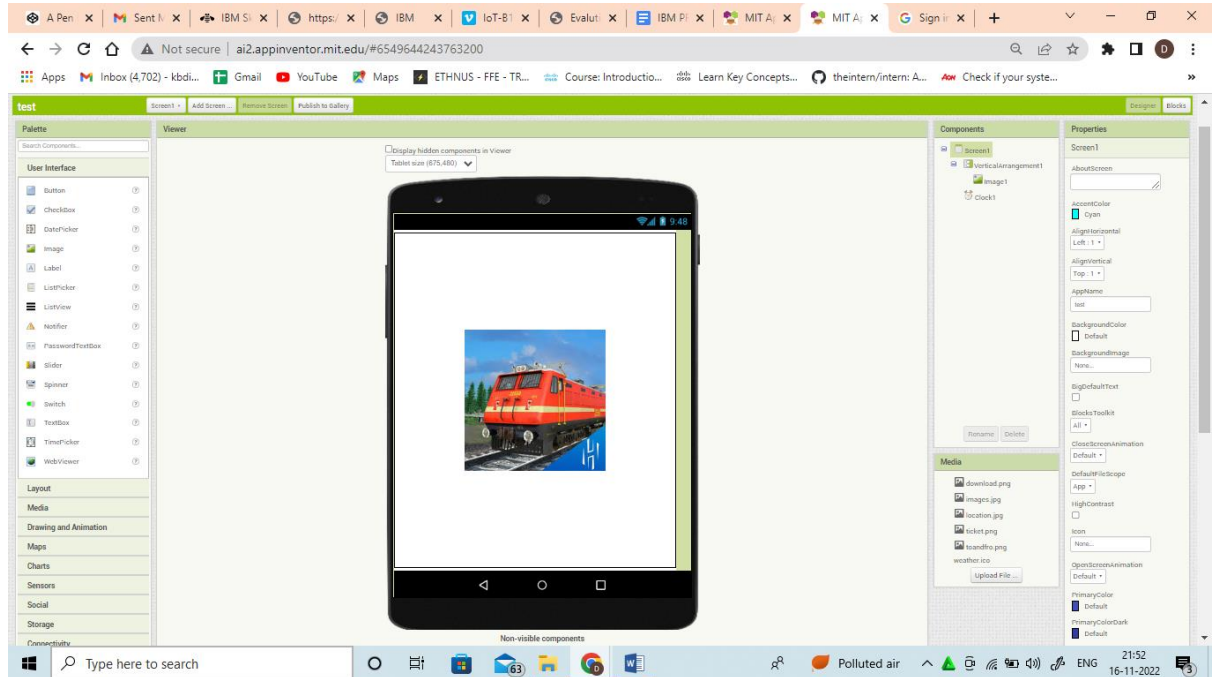 A Pen
Sent M
IBM Sk
https:/
IBM
IoT-B1
Evaluti
IBM P
MIT A
MIT A
Sign in
Not secure
ai2.appinventor.mit.edu/#6549644243763200
D
Apps
Inbox (4,702) - kbdi...
Gmail
YouTube
Maps
ETHNUS - FFE - TR...
Course: Introductio...
Learn Key Concepts...
theintern/intern: A...
Check if your syste...
»
test
Screen1
Add Screen ...
Remove Screen
Publish to Gallery
Designer
Blocks
Palette
Search Components...
User Interface
Button
CheckBox
DatePicker
Image
Label
ListPicker
ListView
Notifier
PasswordTextBox
Slider
Spinner
Switch
TextBox
TimePicker
WebViewer
Layout
Media
Drawing and Animation
Maps
Charts
Sensors
Social
Storage
Connectivity
Viewer
Display hidden components in Viewer
Tablet size (675,480)
9:48
Non-visible components
Components
Screen1
VerticalArrangement1
Image1
Clock1
Rename
Delete
Media
download.png
images.jpg
location.jpg
ticket.png
toandfro.png
weather.ico
Upload File ...
Properties
Screen1
AboutScreen
AccentColor
Cyan
AlignHorizontal
Left : 1
AlignVertical
Top : 1
AppName
test
BackgroundColor
Default
BackgroundImage
None...
BigDefaultText
BlocksToolkit
All
CloseScreenAnimation
Default
DefaultFileScope
App
HighContrast
Icon
None...
OpenScreenAnimation
Default
PrimaryColor
Default
PrimaryColorDark
Default
Type here to search
63
Polluted air
ENG
21:52
16-11-2022
3